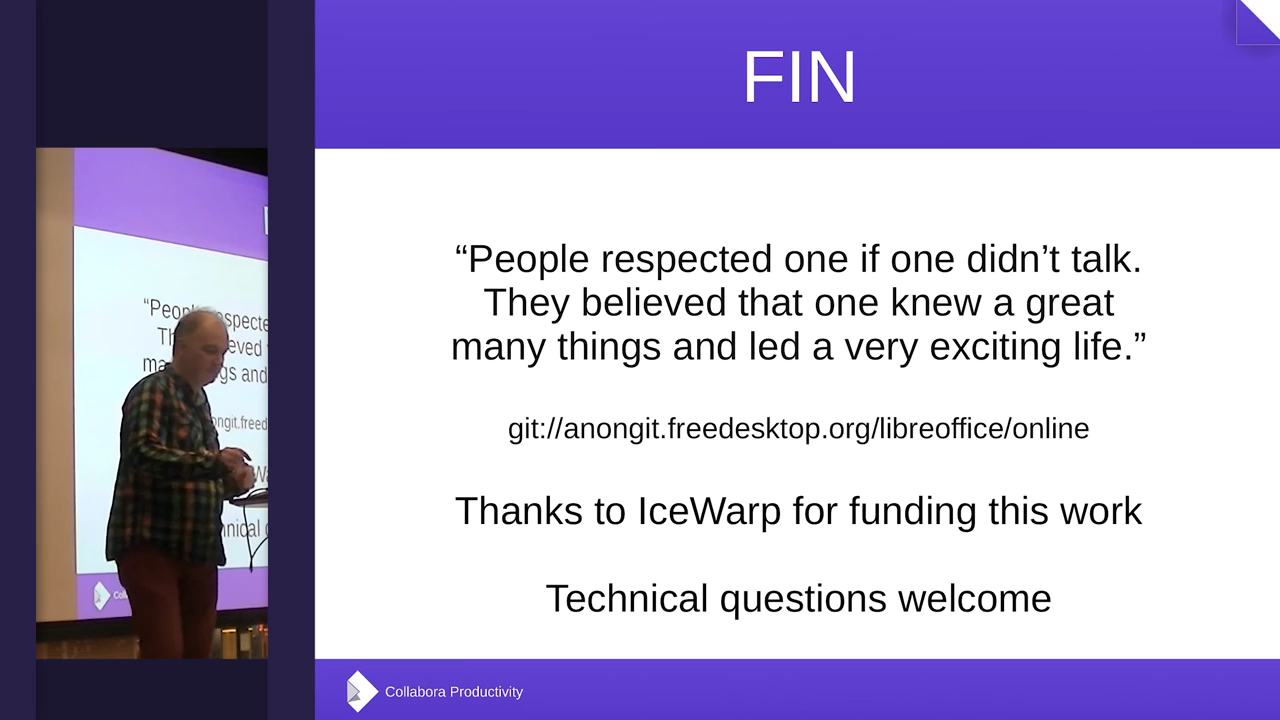 FIN
“People respected one if one didn’t talk.
They believed that one knew a great
many things and led a very exciting life.”
git://anongit.freedesktop.org/libreoffice/online
Thanks to IceWarp for funding this work
Technical questions welcome
Collabora Productivity